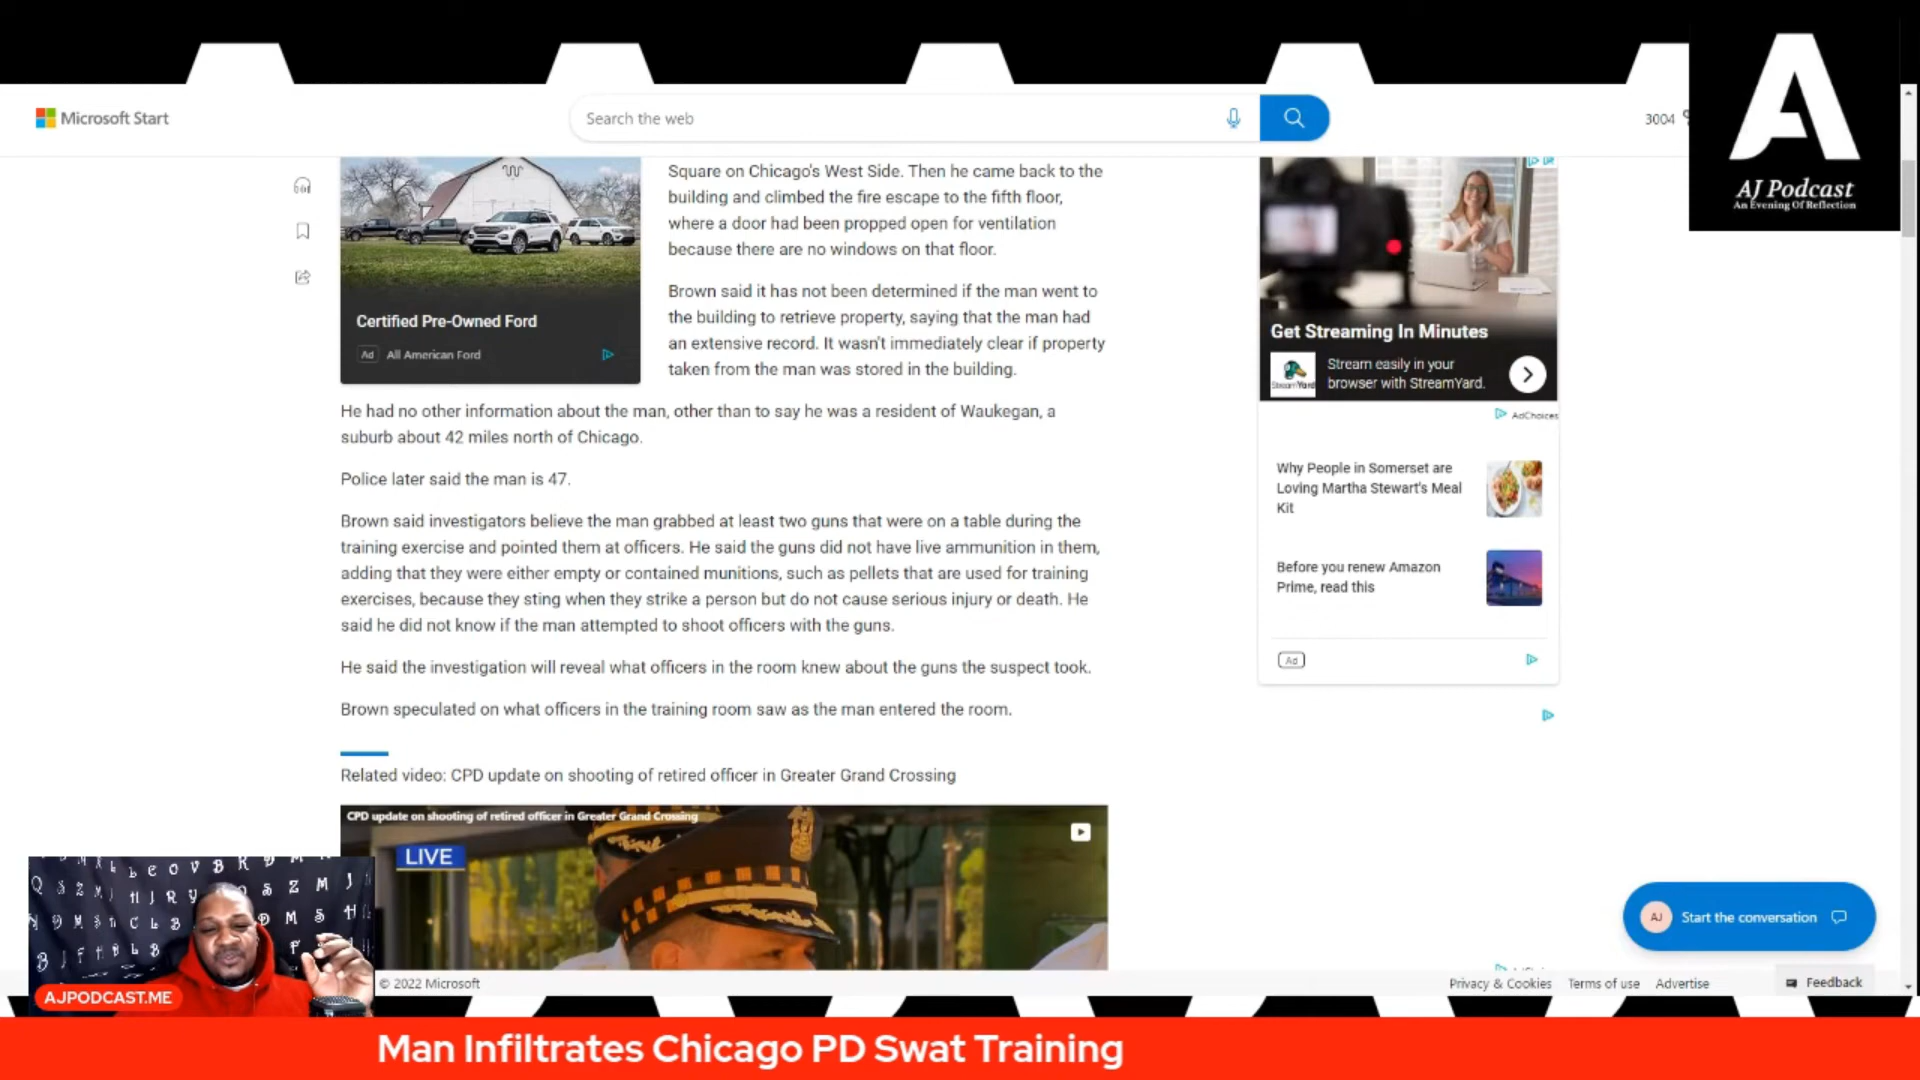 Microsoft Start
Search the web
3004
A
AJ Podcast
An Evening Of Reflection
Certified Pre-Owned Ford
Ad All American Ford
Square on Chicago's West Side. Then he came back to the
building and climbed the fire escape to the fifth floor,
where a door had been propped open for ventilation
because there are no windows on that floor.
Brown said it has not been determined if the man went to
the building to retrieve property, saying that the man had
an extensive record. It wasn't immediately clear if property
taken from the man was stored in the building.
He had no other information about the man, other than to say he was a resident of Waukegan, a
suburb about 42 miles north of Chicago.
Police later said the man is 47.
Brown said investigators believe the man grabbed at least two guns that were on a table during the
training exercise and pointed them at officers. He said the guns did not have live ammunition in them,
adding that they were either empty or contained munitions, such as pellets that are used for training
exercises, because they sting when they strike a person but do not cause serious injury or death. He
said he did not know if the man attempted to shoot officers with the guns.
He said the investigation will reveal what officers in the room knew about the guns the suspect took.
Brown speculated on what officers in the training room saw as the man entered the room.
Related video: CPD update on shooting of retired officer in Greater Grand Crossing
CPD update on shooting of retired officer in Greater Grand Crossing
LIVE
Get Streaming In Minutes
StreamYard
Stream easily in your
browser with StreamYard.
AdChoices
Why People in Somerset are
Loving Martha Stewart's Meal
Kit
Before you renew Amazon
Prime, read this
Ad
AJ Start the conversation
AJPODCAST.ME
© 2022 Microsoft
Privacy & Cookies Terms of use Advertise Feedback
Man Infiltrates Chicago PD Swat Training